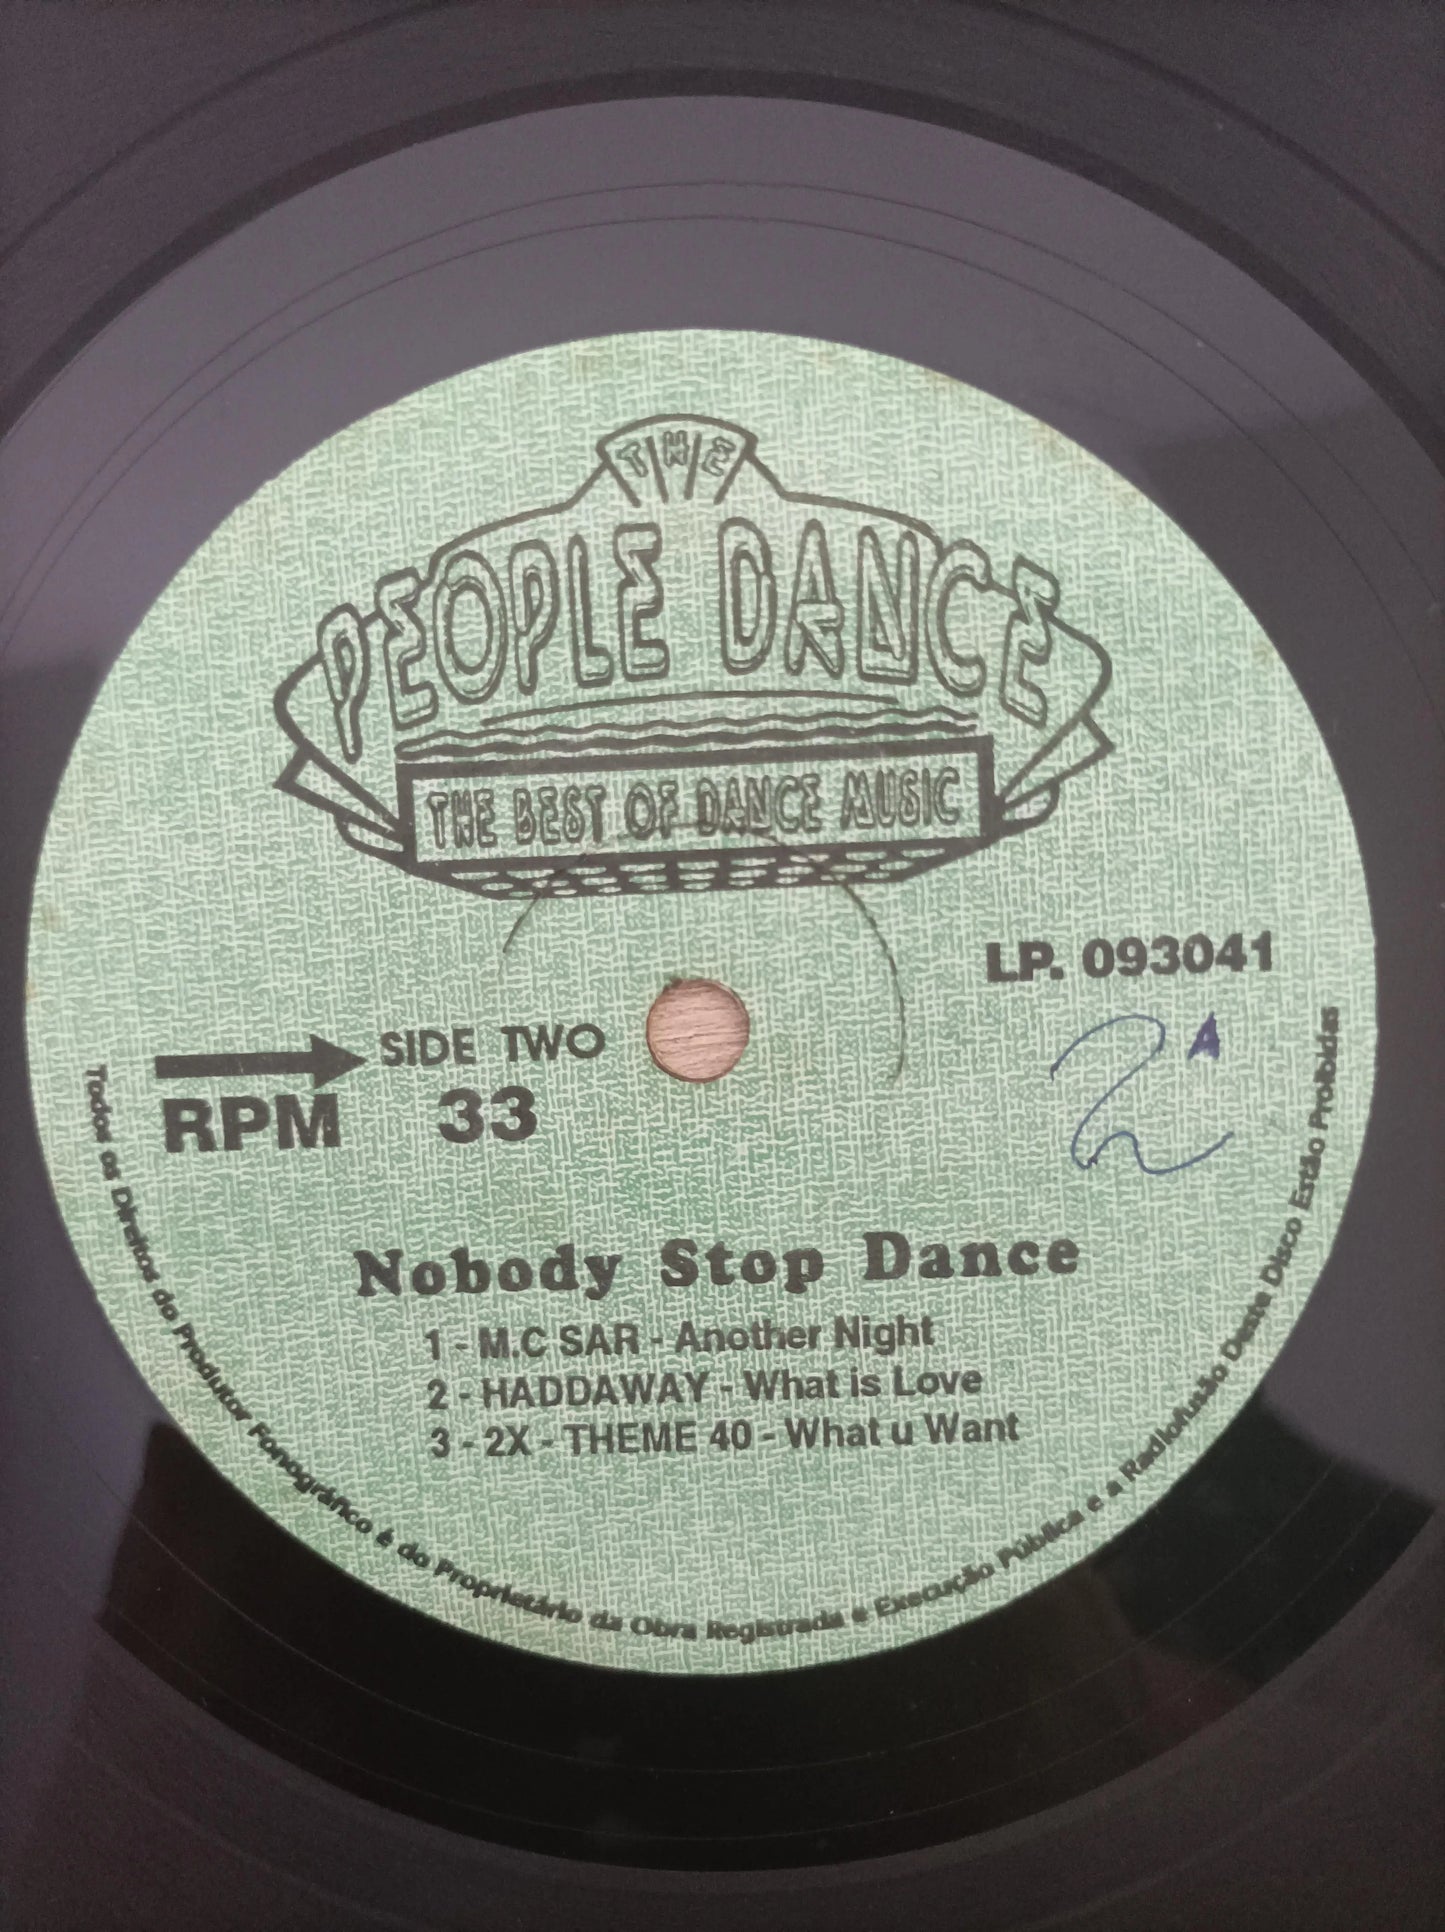 THE
PEOPLE DANCE
THE BEST OF DANCE MUSIC
LP. 093041
SIDE TWO
RPM 33
2 A
Nobody Stop Dance
1 - M.C SAR - Another Night
2 - HADDAWAY - What is Love
3 - 2X - THEME 40 - What u Want
Todos os Direitos do Produtor Fonográfico é do Proprietário da Obra Registrada e Execução Pública e a Radiofusão Deste Disco Estão Proibidas